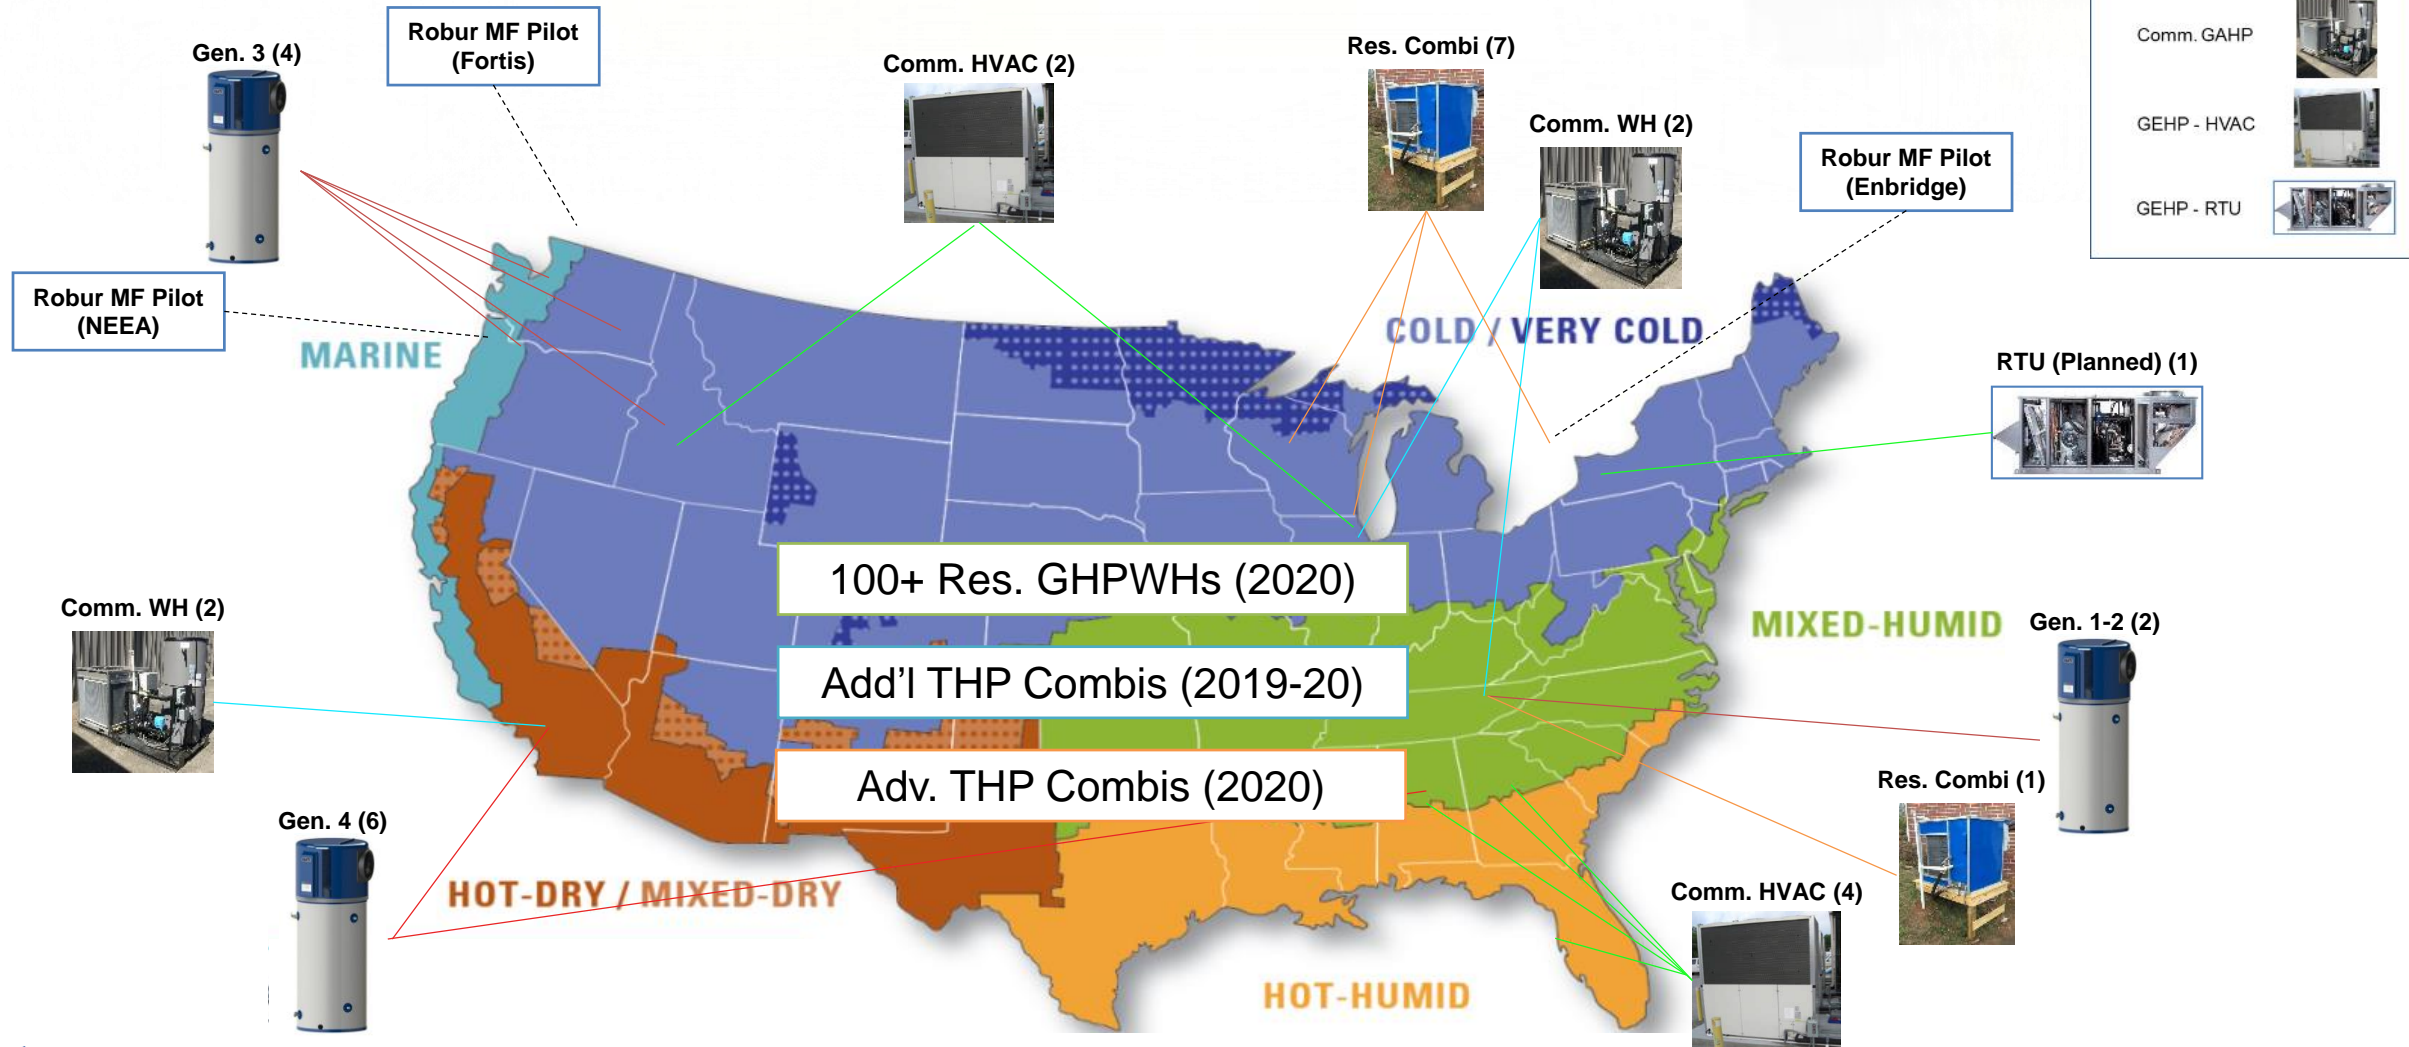 Robur MF Pilot
(Fortis)
Gen. 3 (4)
Comm. HVAC (2)
Res. Combi (7)
Comm. WH (2)
Robur MF Pilot
(Enbridge)
Comm. GAHP
GEHP - HVAC
GEHP - RTU
Robur MF Pilot
(NEEA)
MARINE
COLD / VERY COLD
RTU (Planned) (1)
100+ Res. GHPWHs (2020)
Comm. WH (2)
MIXED-HUMID
Gen. 1-2 (2)
Add'l THP Combis (2019-20)
Adv. THP Combis (2020)
Res. Combi (1)
Gen. 4 (6)
HOT-DRY / MIXED-DRY
Comm. HVAC (4)
HOT-HUMID